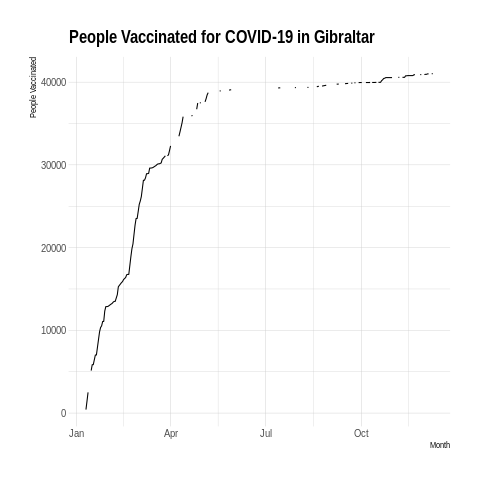 People Vaccinated for COVID-19 in Gibraltar
People Vaccinated
40000
30000
20000
10000
0
Jan Apr Jul Oct
Month